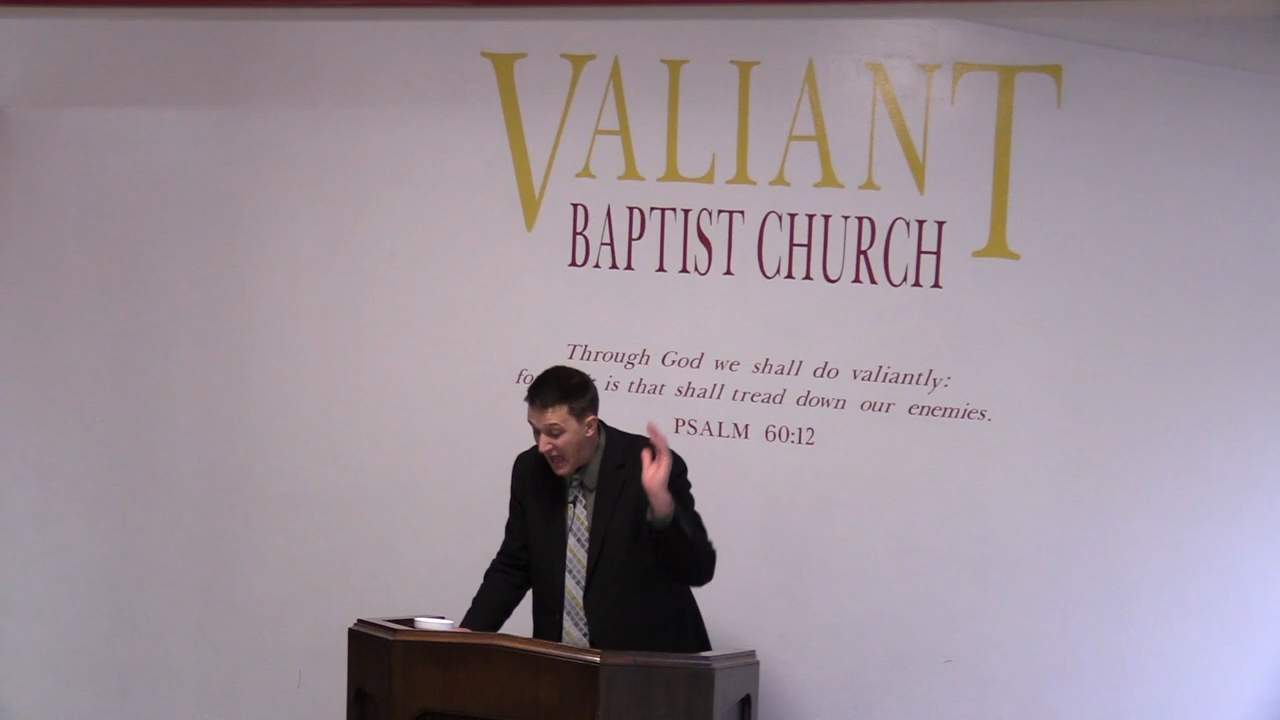 VALIANT
BAPTIST CHURCH
Through God we shall do valiantly:
is that shall tread down our enemies.
PSALM 60:12